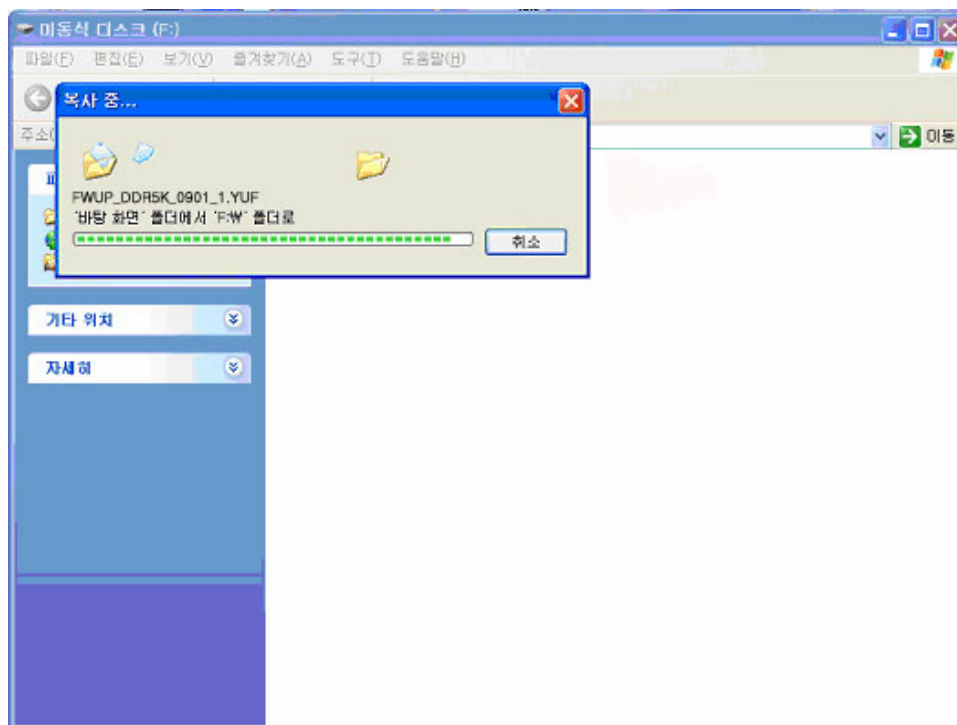 이동식 디스크 (F:)
파일(F) 편집(E) 보기(V) 즐겨찾기(A) 도구(T) 도움말(H)
복사 중...
이동
FWUP_DDR5K_0901_1.YUF
'바탕 화면' 폴더에서 'F:₩' 폴더로
취소
기타 위치
자세히